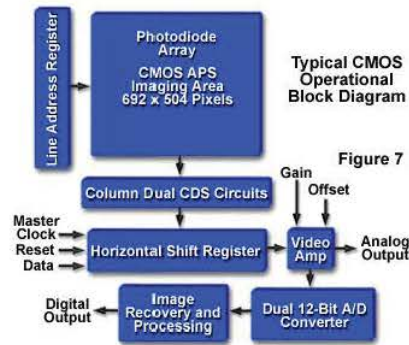 Line Address Register
Photodiode
Array
CMOS APS
Imaging Area
692 x 504 Pixels
Typical CMOS
Operational
Block Diagram
Figure 7
Column Dual CDS Circuits
Gain
Offset
Master
Clock
Reset
Data
Horizontal Shift Register
Video
Amp
Analog
Output
Digital
Output
Image
Recovery and
Processing
Dual 12-Bit A/D
Converter